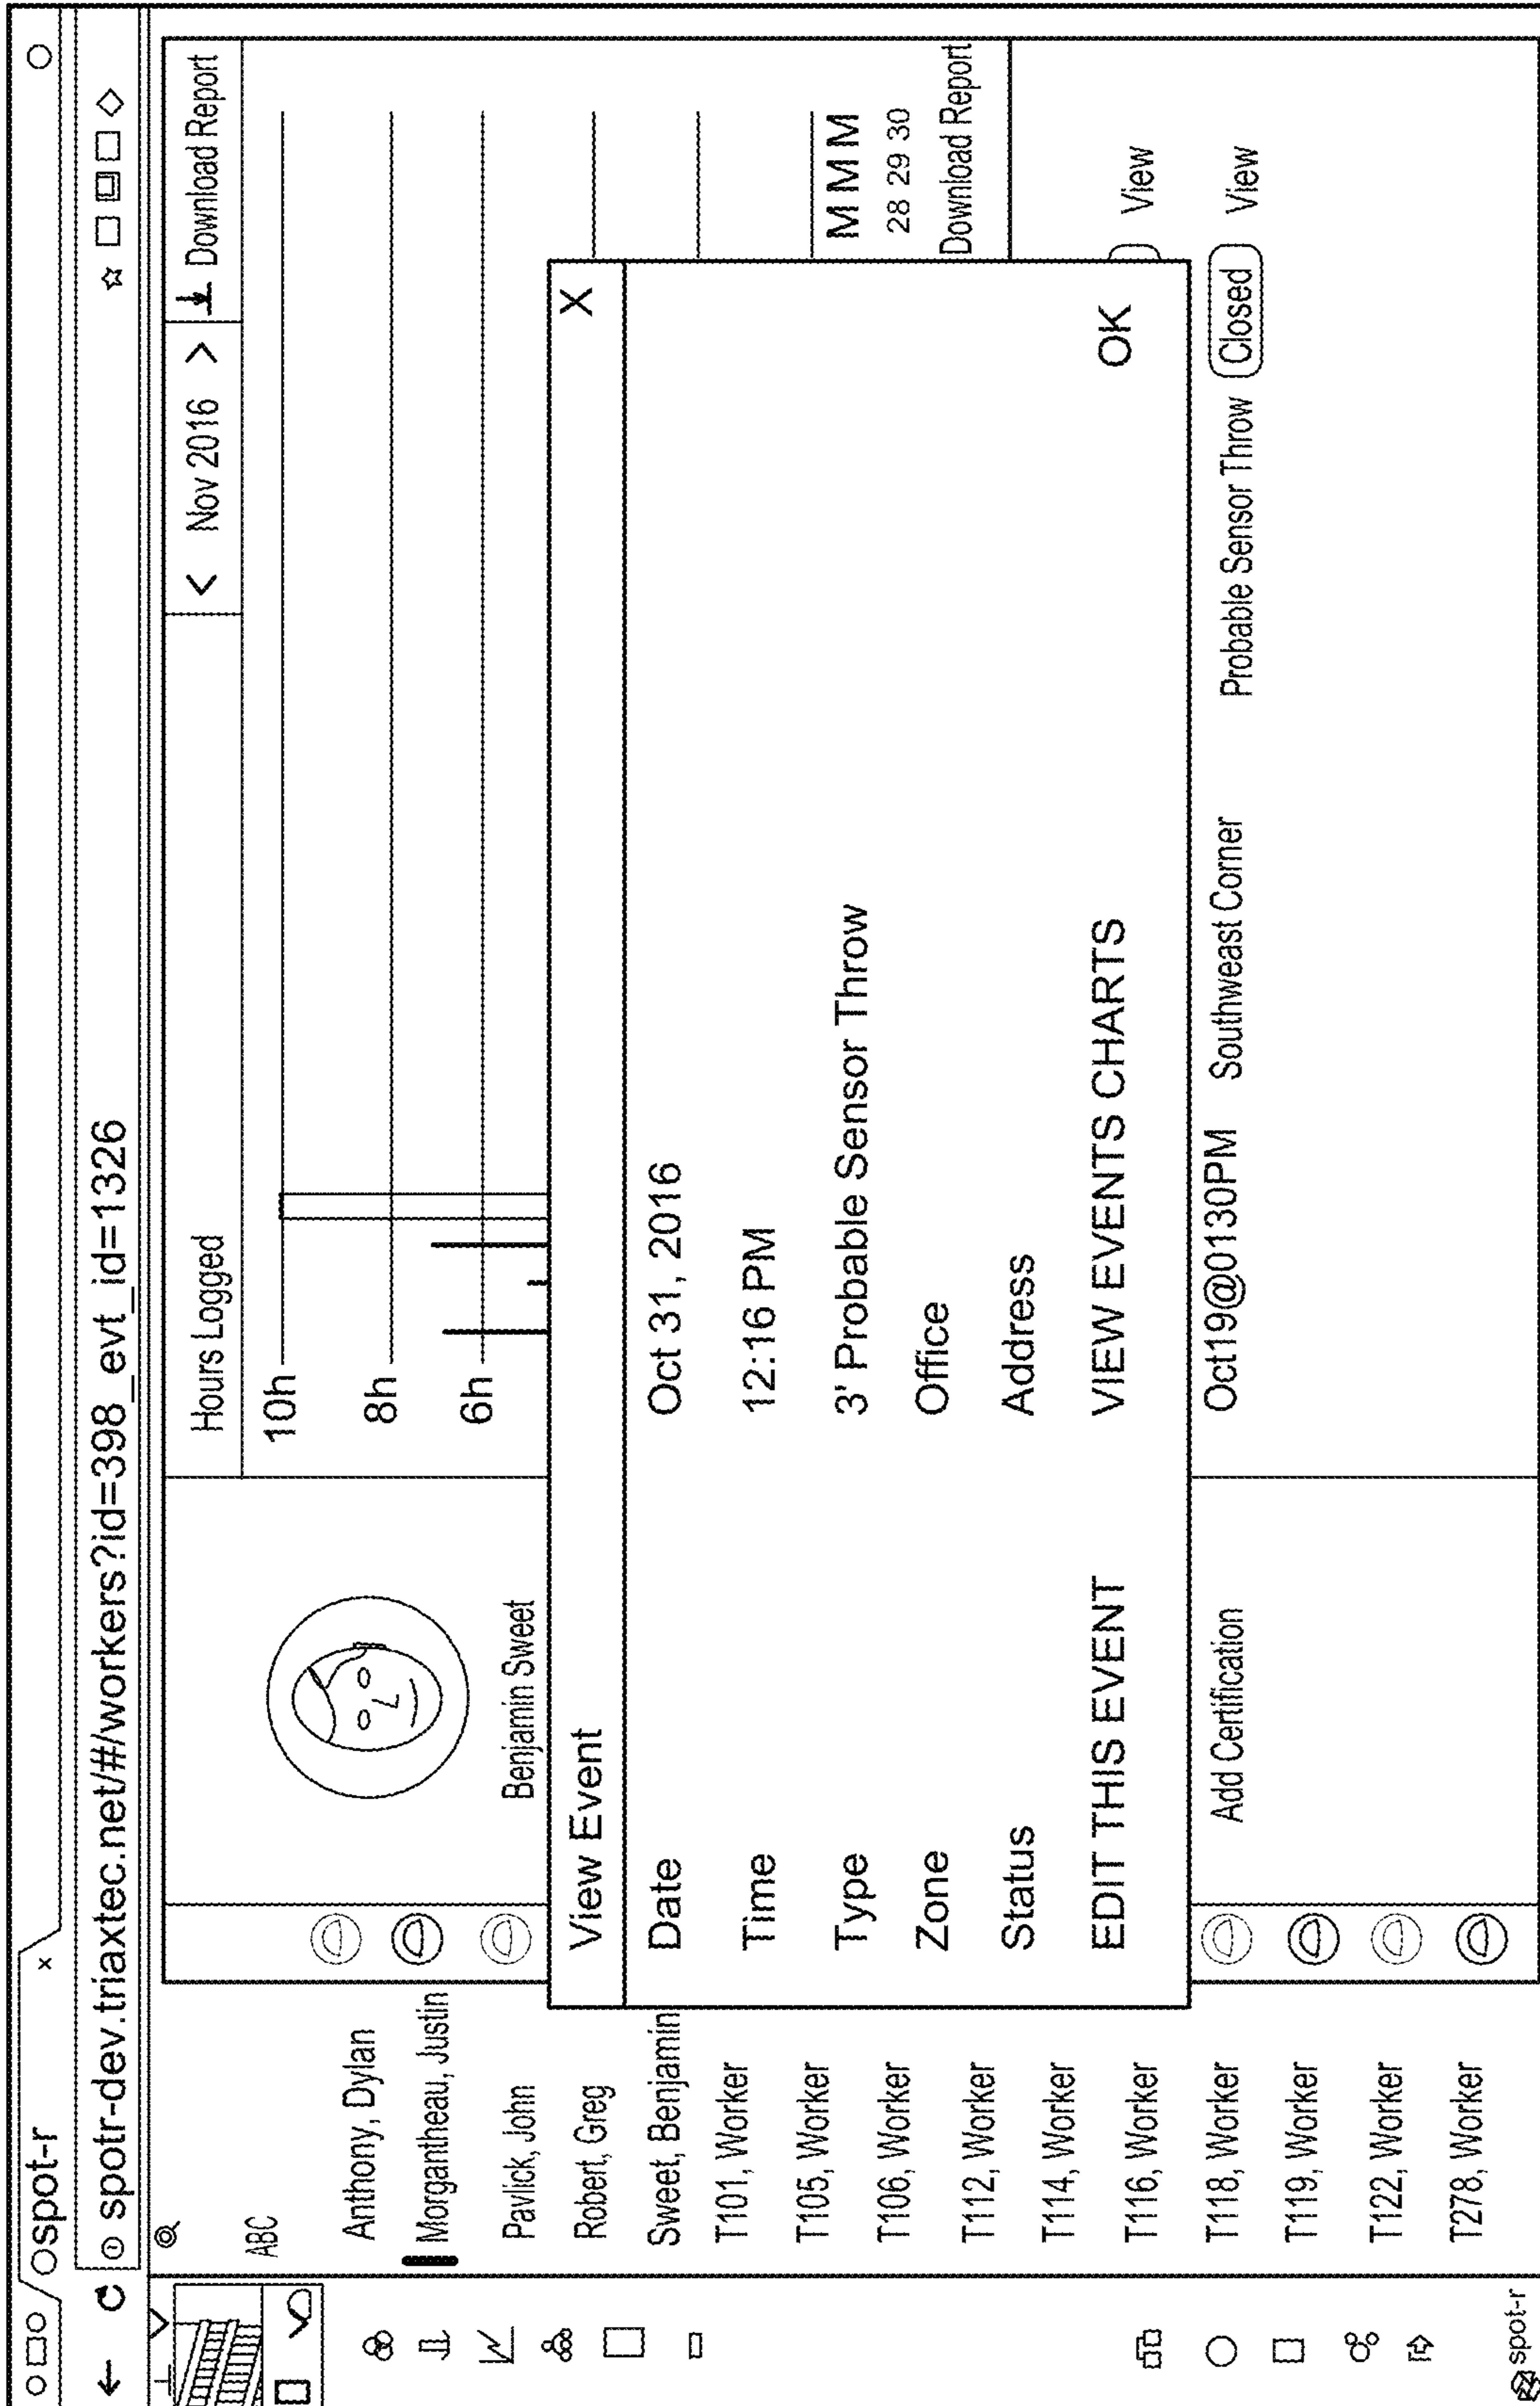 spot-r
spotr-dev.triaxtec.net/#/workers?id=398_evt_id=1326
ABC
Anthony, Dylan
Morgantheau, Justin
Pavlick, John
Robert, Greg
Sweet, Benjamin
T101, Worker
T105, Worker
T106, Worker
T112, Worker
T114, Worker
T116, Worker
T118, Worker
T119, Worker
T122, Worker
T278, Worker
spot-r
Benjamin Sweet
Add Certification
Hours Logged
< Nov 2016 >
Download Report
10h
8h
6h
M M M
28 29 30
Download Report
View Event X
Date Oct 31, 2016
Time 12:16 PM
Type 3' Probable Sensor Throw
Zone Office
Status Address
EDIT THIS EVENT VIEW EVENTS CHARTS OK
View
Oct19@0130PM Southwest Corner Probable Sensor Throw Closed View